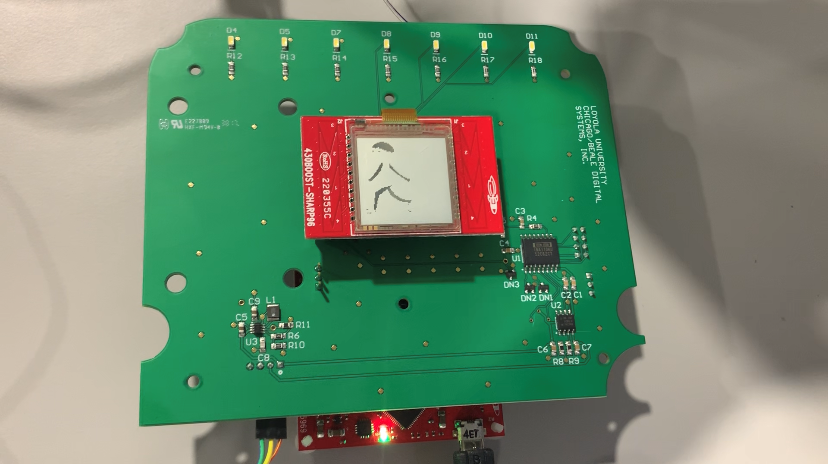 D4 D5 D7 D8 D9 D10 D11
R12 R13 R14 R15 R16 R17 R18
LOYOLA UNIVERSITY
CHICAGO/BEALE DIGITAL
SYSTEMS, INC.
430BOOST-SHARP96
220355C
C3 R4
C4
U1
DN3
DN2 DN1
C2 C1
U2
C6 R8 R9 C7
C9 L1
C5
R11
U3 R6
R10
C8
4ET